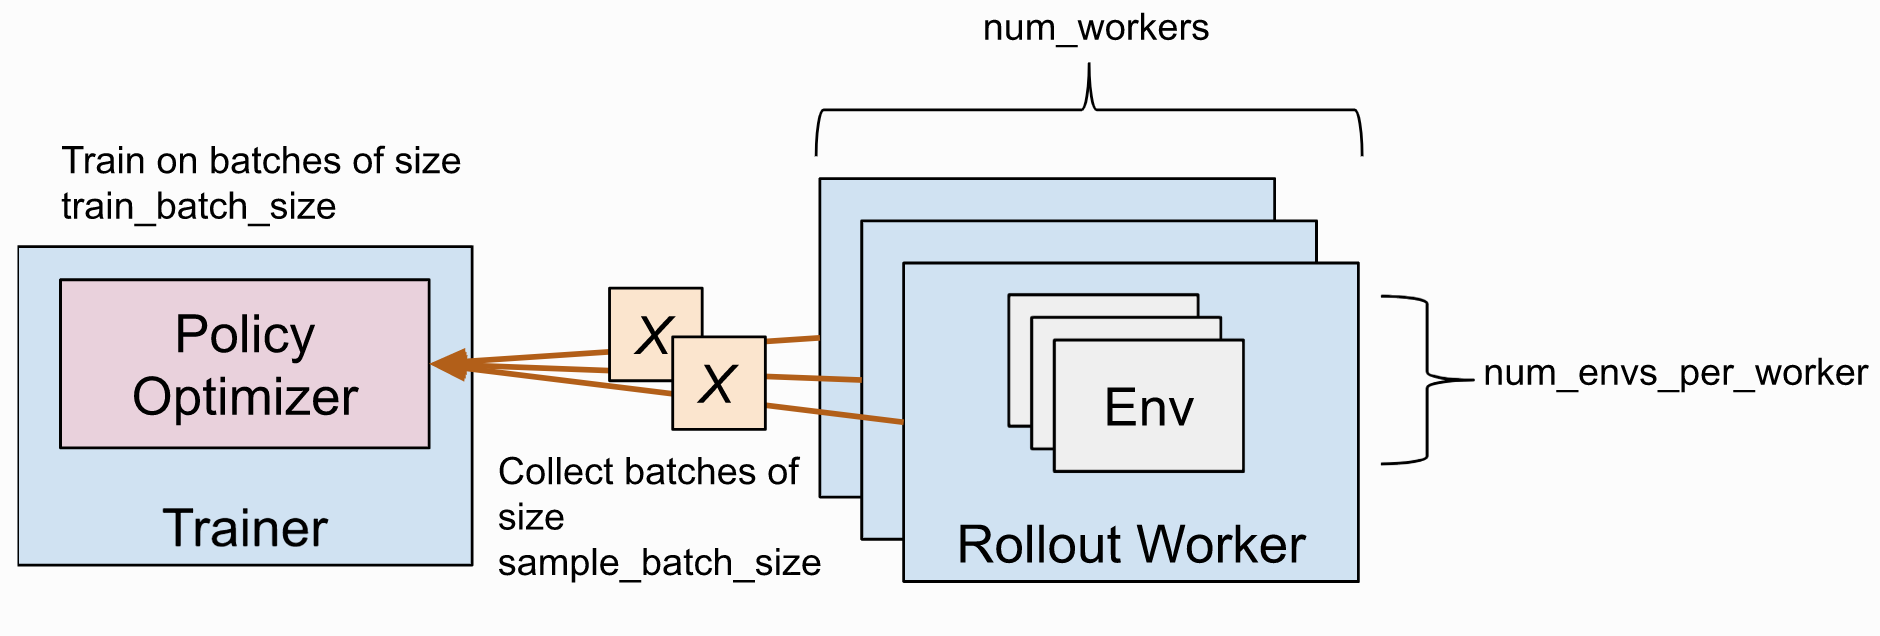 num_workers
Train on batches of size
train_batch_size
Policy
Optimizer
Trainer
X
X
Collect batches of
size
sample_batch_size
Env
Rollout Worker
num_envs_per_worker